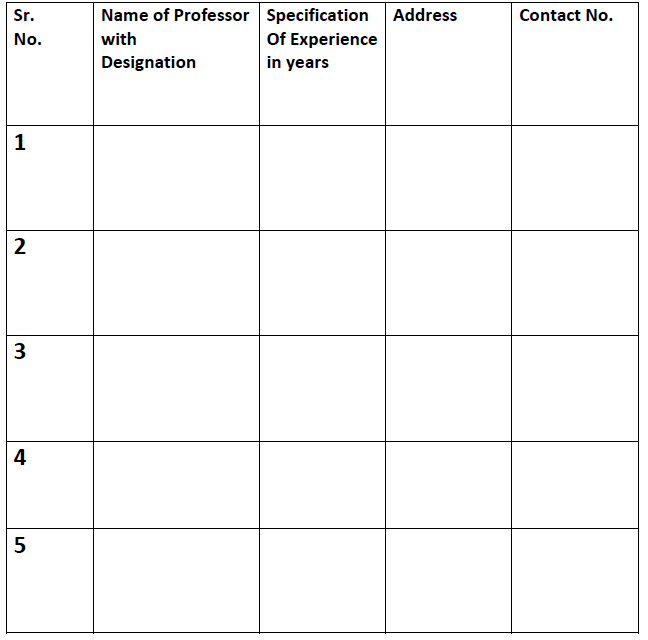 Sr.
No.
Name of Professor
with
Designation
Specification
Of Experience
in years
Address
Contact No.
1
2
3
4
5